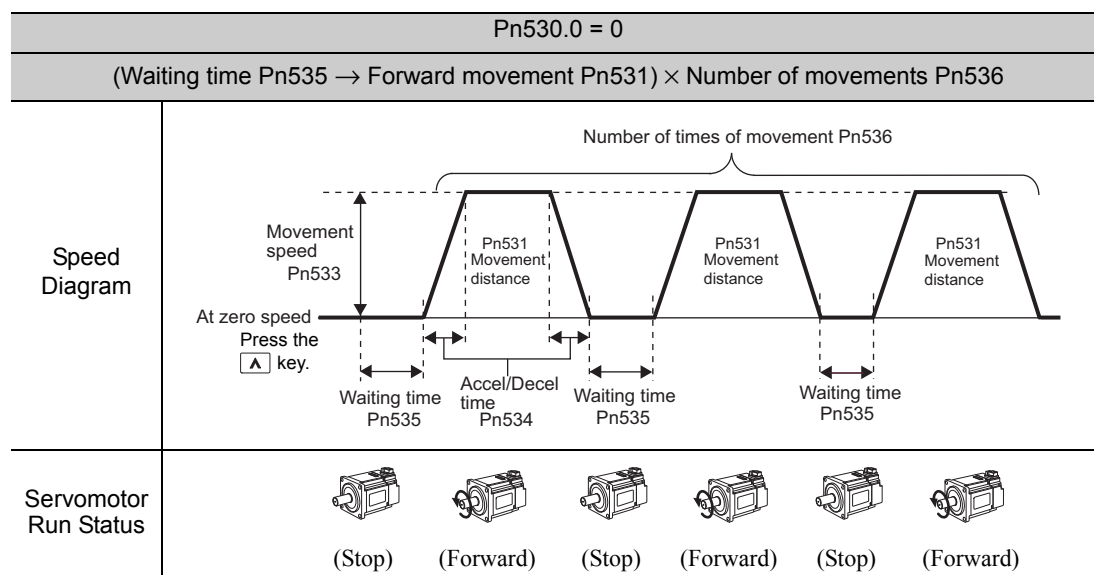 Pn530.0 = 0
(Waiting time Pn535 → Forward movement Pn531) × Number of movements Pn536
Speed
Diagram
Number of times of movement Pn536
Movement
speed
Pn533
Pn531
Movement
distance
Pn531
Movement
distance
Pn531
Movement
distance
At zero speed
Press the
∧ key.
Waiting time
Pn535
Accel/Decel
time
Pn534
Waiting time
Pn535
Waiting time
Pn535
Servomotor
Run Status
(Stop) (Forward) (Stop) (Forward) (Stop) (Forward)